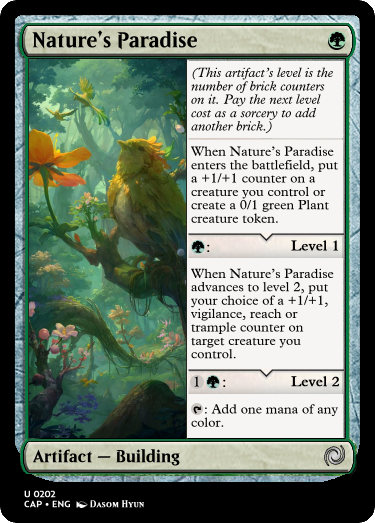 Nature's Paradise
(This artifact's level is the
number of brick counters
on it. Pay the next level
cost as a sorcery to add
another brick.)
When Nature's Paradise
enters the battlefield, put
a +1/+1 counter on a
creature you control or
create a 0/1 green Plant
creature token.
: Level 1
When Nature's Paradise
advances to level 2, put
your choice of a +1/+1,
vigilance, reach or
trample counter on
target creature you
control.
1 : Level 2
: Add one mana of any
color.
Artifact — Building
U 0202
CAP • ENG Dasom Hyun